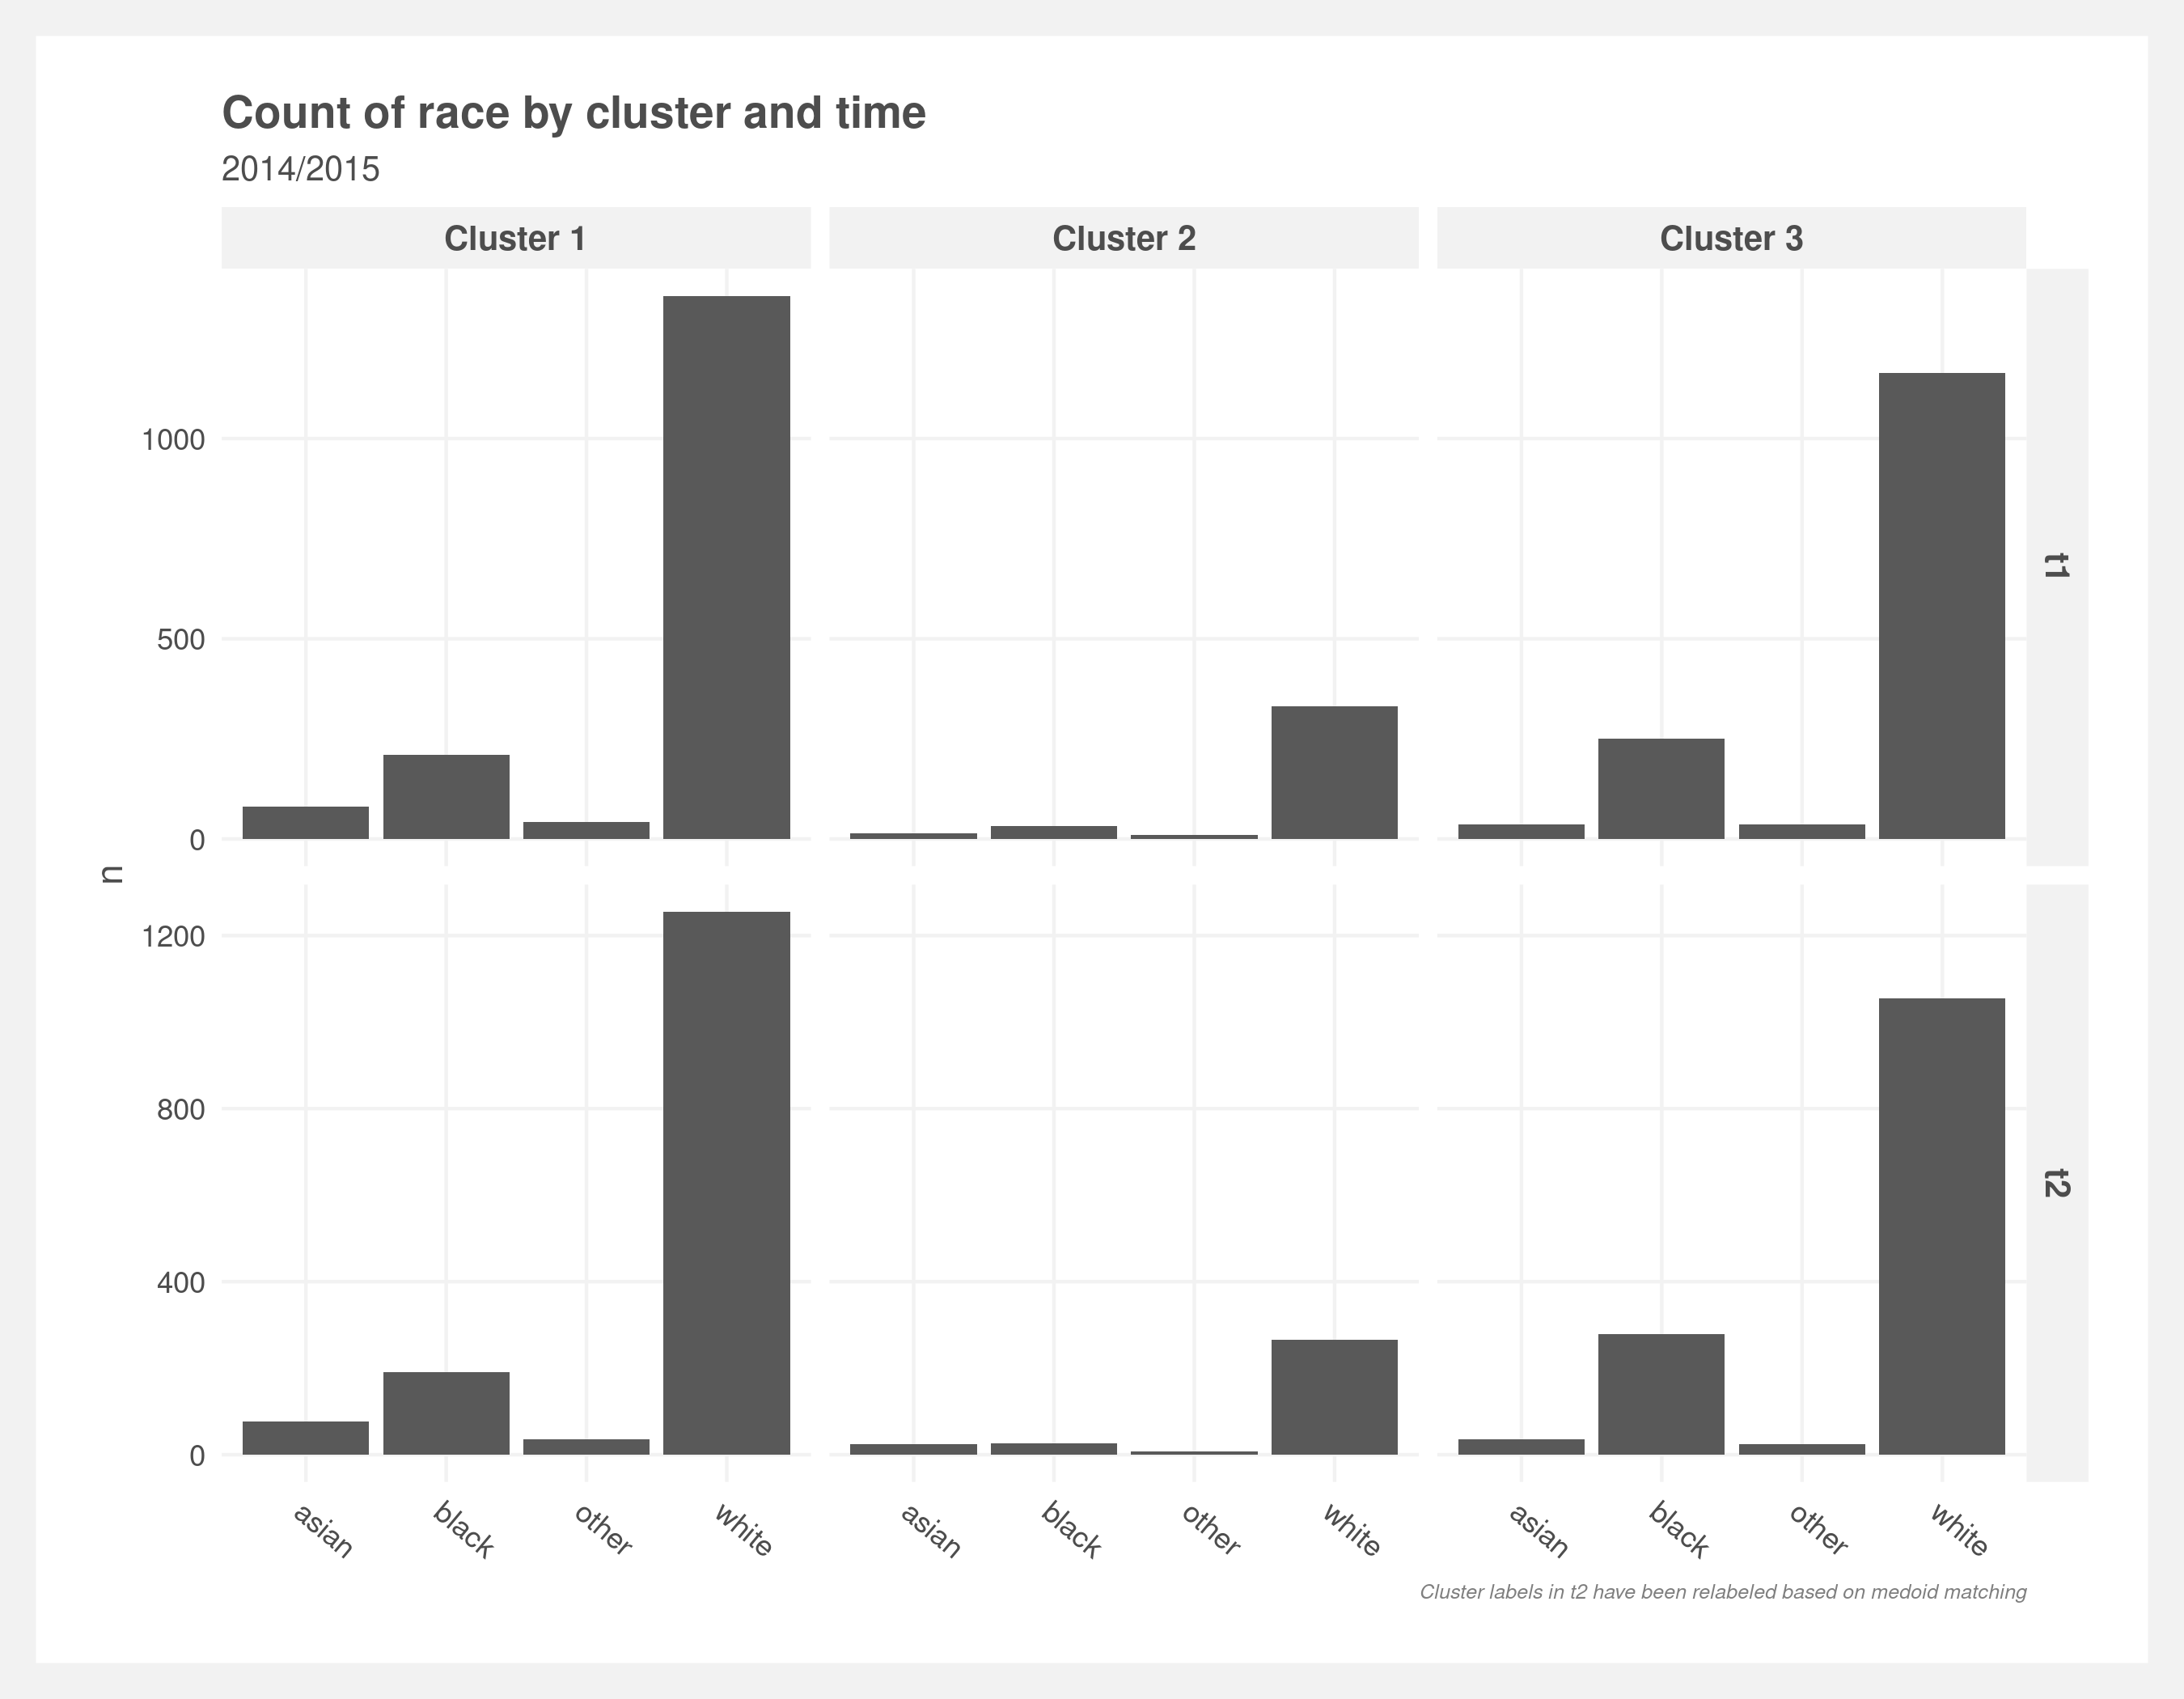 Count of race by cluster and time
2014/2015
Cluster 1
Cluster 2
Cluster 3
1000
500
0
t1
n
1200
800
400
0
t2
asian
black
other
white
asian
black
other
white
asian
black
other
white
Cluster labels in t2 have been relabeled based on medoid matching